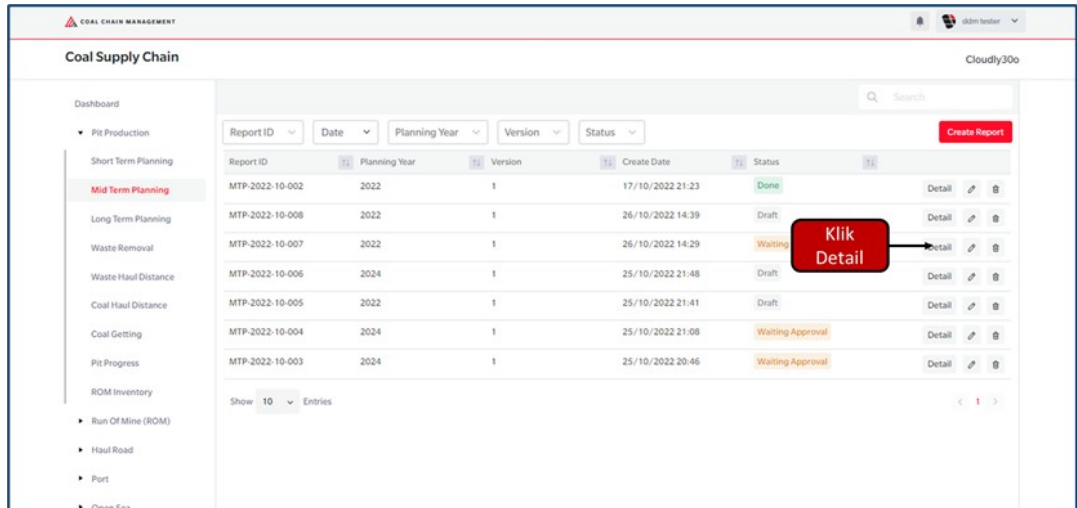 COAL CHAIN MANAGEMENT
ddm tester
Coal Supply Chain
Cloudly30o
Search
Dashboard
Pit Production
Short Term Planning
Mid Term Planning
Long Term Planning
Waste Removal
Waste Haul Distance
Coal Haul Distance
Coal Getting
Pit Progress
ROM Inventory
Run Of Mine (ROM)
Haul Road
Port
Open Sea
Report ID Date Planning Year Version Status Create Report
Report ID Planning Year Version Create Date Status
MTP-2022-10-002 2022 1 17/10/2022 21:23 Done Detail
MTP-2022-10-008 2022 1 26/10/2022 14:39 Draft Detail
MTP-2022-10-007 2022 1 26/10/2022 14:29 Waiting Detail
Klik
Detail
MTP-2022-10-006 2024 1 25/10/2022 21:48 Draft Detail
MTP-2022-10-005 2022 1 25/10/2022 21:41 Draft Detail
MTP-2022-10-004 2024 1 25/10/2022 21:08 Waiting Approval Detail
MTP-2022-10-003 2024 1 25/10/2022 20:46 Waiting Approval Detail
Show 10 Entries
< 1 >